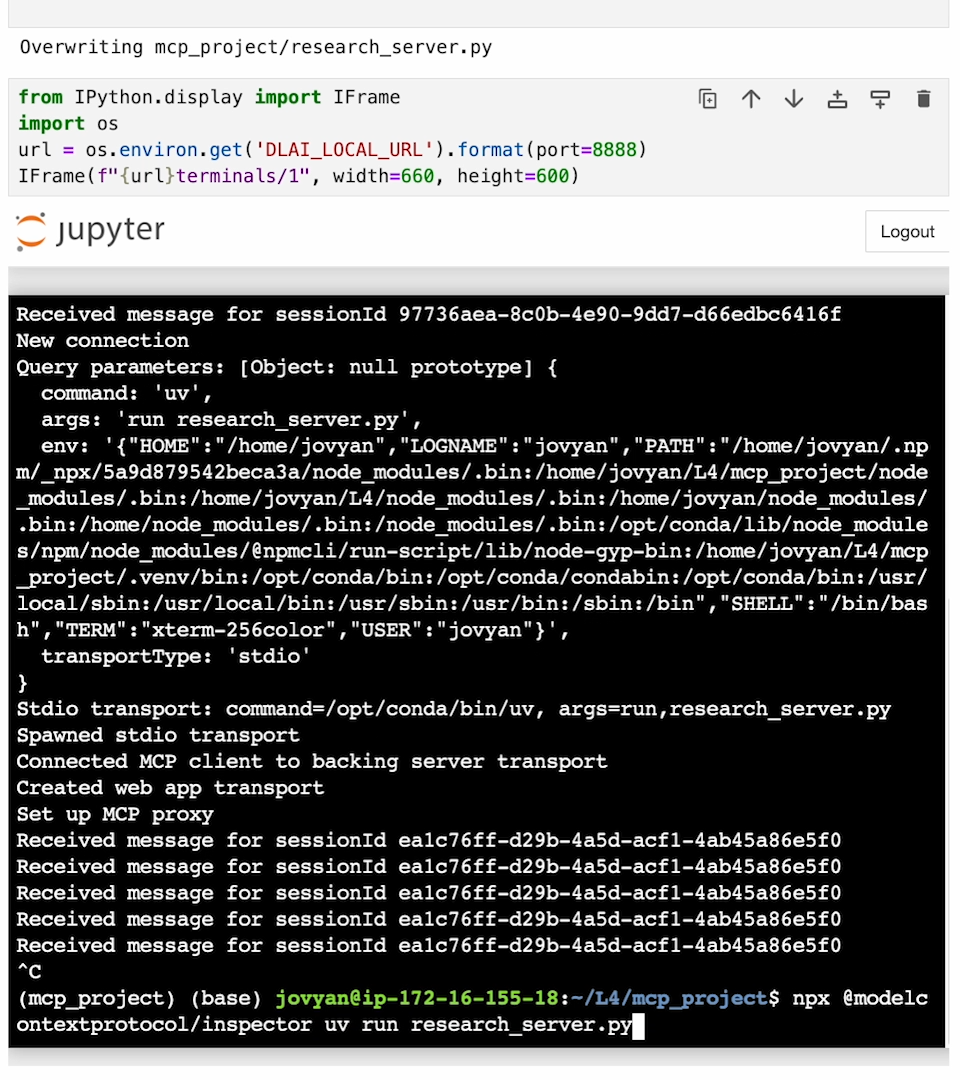 Overwriting mcp_project/research_server.py
from IPython.display import IFrame
import os
url = os.environ.get('DLAI_LOCAL_URL').format(port=8888)
IFrame(f"{url}terminals/1", width=660, height=600)
jupyter
Logout
Received message for sessionId 97736aea-8c0b-4e90-9dd7-d66edbc6416f
New connection
Query parameters: [Object: null prototype] {
  command: 'uv',
  args: 'run research_server.py',
  env: '{"HOME":"/home/jovyan","LOGNAME":"jovyan","PATH":"/home/jovyan/.np
m/_npx/5a9d879542beca3a/node_modules/.bin:/home/jovyan/L4/mcp_project/node
_modules/.bin:/home/jovyan/L4/node_modules/.bin:/home/jovyan/node_modules/
.bin:/home/node_modules/.bin:/node_modules/.bin:/opt/conda/lib/node_module
s/npm/node_modules/@npmcli/run-script/lib/node-gyp-bin:/home/jovyan/L4/mcp
_project/.venv/bin:/opt/conda/bin:/opt/conda/condabin:/opt/conda/bin:/usr/
local/sbin:/usr/local/bin:/usr/sbin:/usr/bin:/sbin:/bin","SHELL":"/bin/bas
h","TERM":"xterm-256color","USER":"jovyan"}',
  transportType: 'stdio'
}
Stdio transport: command=/opt/conda/bin/uv, args=run,research_server.py
Spawned stdio transport
Connected MCP client to backing server transport
Created web app transport
Set up MCP proxy
Received message for sessionId ea1c76ff-d29b-4a5d-acf1-4ab45a86e5f0
Received message for sessionId ea1c76ff-d29b-4a5d-acf1-4ab45a86e5f0
Received message for sessionId ea1c76ff-d29b-4a5d-acf1-4ab45a86e5f0
Received message for sessionId ea1c76ff-d29b-4a5d-acf1-4ab45a86e5f0
Received message for sessionId ea1c76ff-d29b-4a5d-acf1-4ab45a86e5f0
^C
(mcp_project) (base) jovyan@ip-172-16-155-18:~/L4/mcp_project$ npx @modelc
ontextprotocol/inspector uv run research_server.py